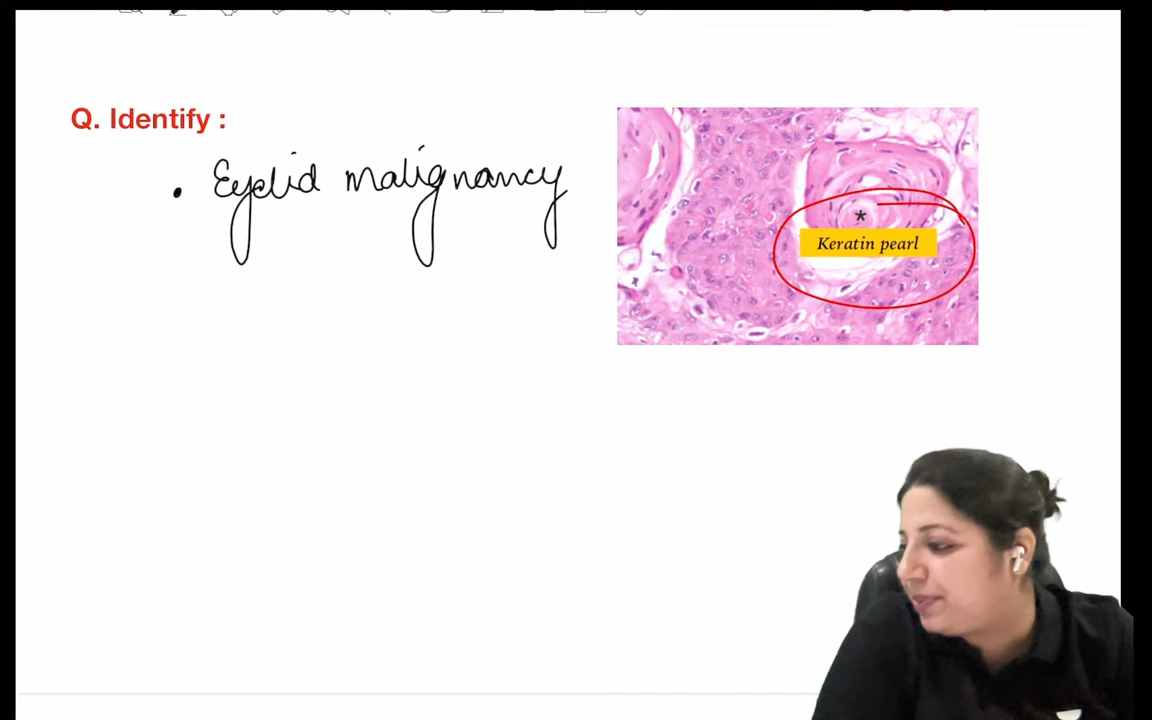 Q. Identify :
• Eyelid malignancy
*
Keratin pearl